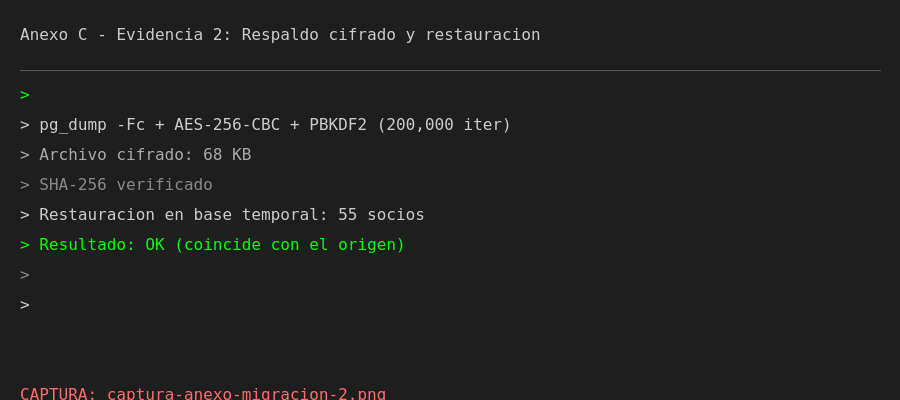 Anexo C - Evidencia 2: Respaldo cifrado y restauracion
>
> pg_dump -Fc + AES-256-CBC + PBKDF2 (200,000 iter)
> Archivo cifrado: 68 KB
> SHA-256 verificado
> Restauracion en base temporal: 55 socios
> Resultado: OK (coincide con el origen)
>
>
CAPTURA: captura-anexo-migracion-2.png